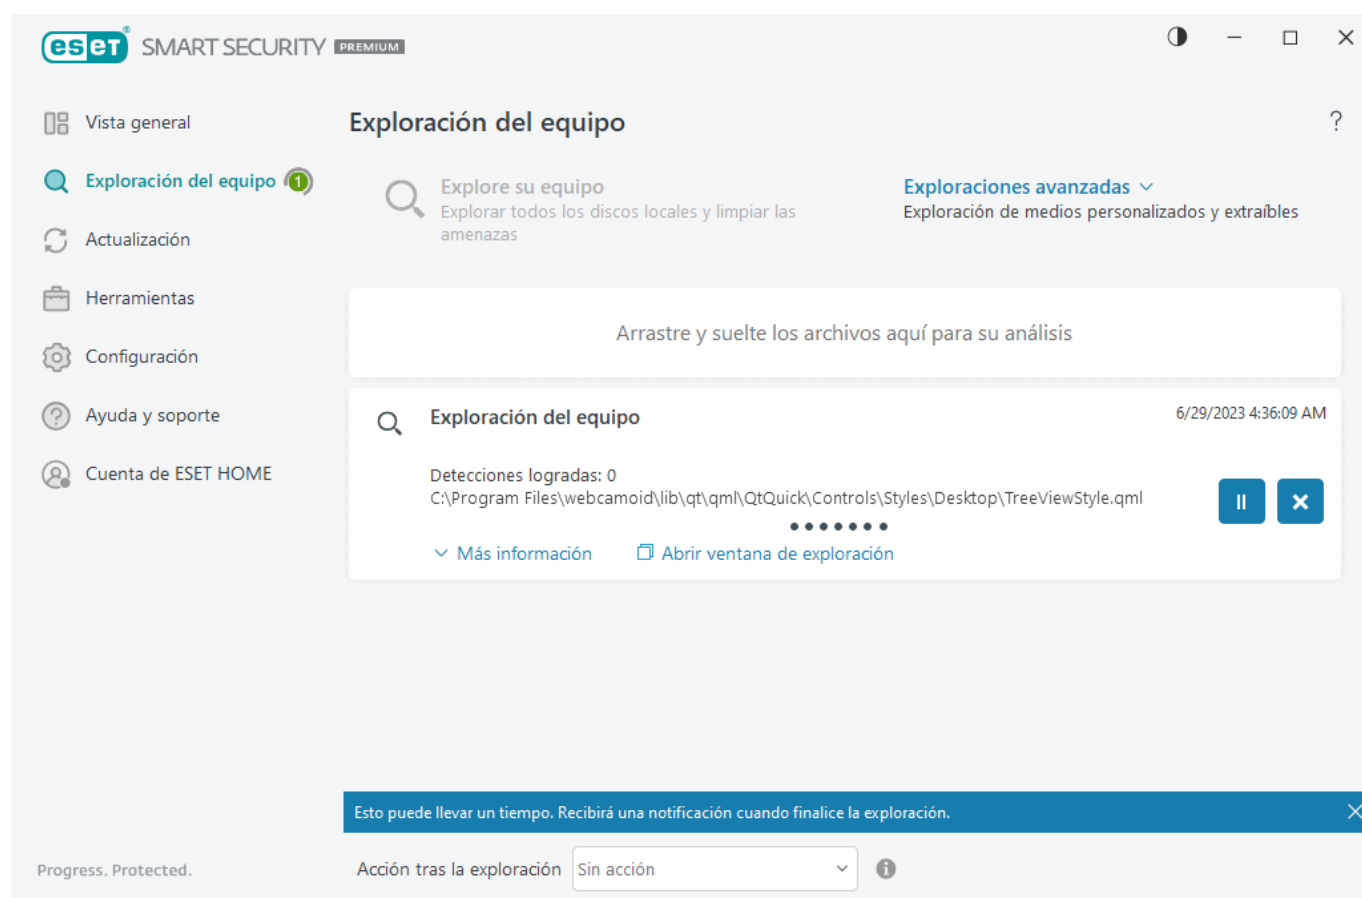 eseT® SMART SECURITY PREMIUM
Vista general
Exploración del equipo 1
Actualización
Herramientas
Configuración
Ayuda y soporte
Cuenta de ESET HOME
Progress. Protected.
Exploración del equipo
?
Explore su equipo
Explorar todos los discos locales y limpiar las
amenazas
Exploraciones avanzadas
Exploración de medios personalizados y extraíbles
Arrastre y suelte los archivos aquí para su análisis
Exploración del equipo
6/29/2023 4:36:09 AM
Detecciones logradas: 0
C:\Program Files\webcamoid\lib\qt\qml\QtQuick\Controls\Styles\Desktop\TreeViewStyle.qml
Más información
Abrir ventana de exploración
Esto puede llevar un tiempo. Recibirá una notificación cuando finalice la exploración.
Acción tras la exploración Sin acción